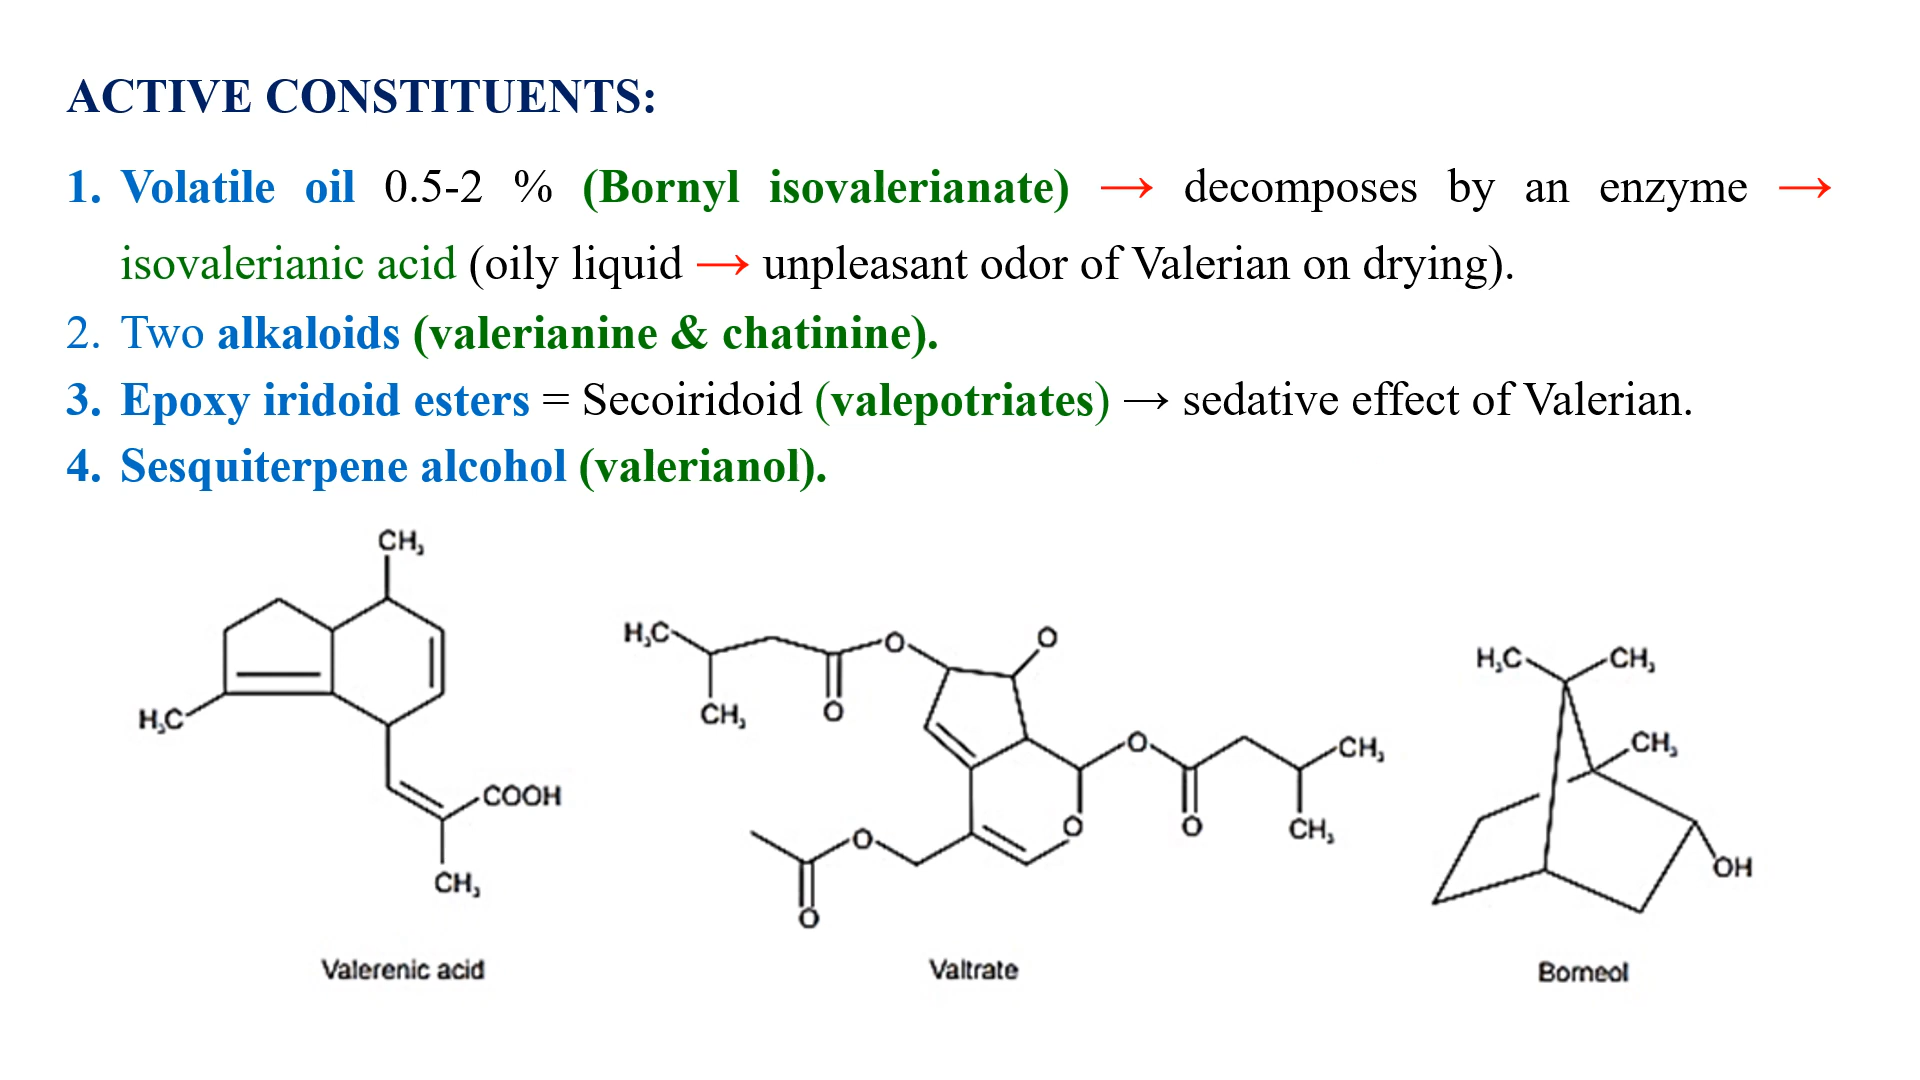 ACTIVE CONSTITUENTS:
1. Volatile oil 0.5-2 % (Bornyl isovalerianate) → decomposes by an enzyme →
isovalerianic acid (oily liquid → unpleasant odor of Valerian on drying).
2. Two alkaloids (valerianine & chatinine).
3. Epoxy iridoid esters = Secoiridoid (valepotriates) → sedative effect of Valerian.
4. Sesquiterpene alcohol (valerianol).
CH₃
H₃C
COOH
CH₃
Valerenic acid
H₃C
CH₃
O
O
O
O
O
O
CH₃
CH₃
O
O
Valtrate
H₃C
CH₃
CH₃
OH
Borneol